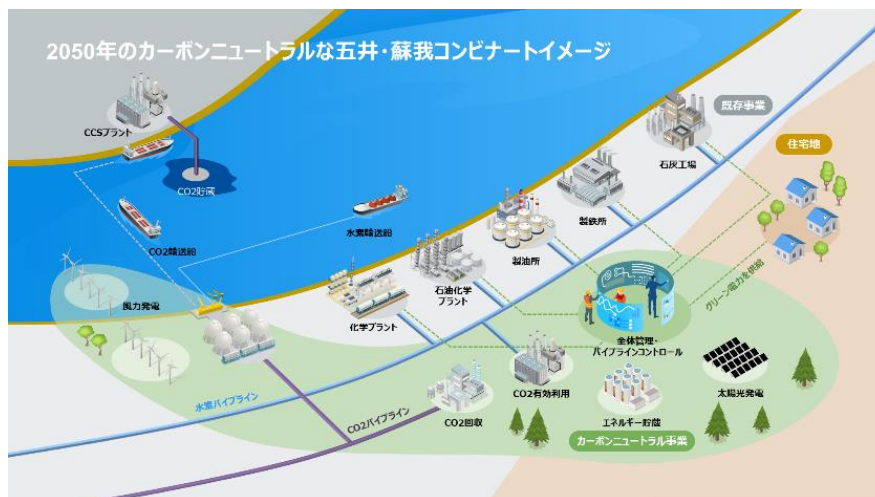 2050年のカーボンニュートラルな五井・蘇我コンビナートイメージ
CCSプラント
CO2貯蔵
CO2輸送船
水素輸送船
既存事業
石灰工場
住宅地
製鉄所
製油所
石油化学
プラント
化学プラント
風力発電
グリーン電力を供給
全体管理・
パイプラインコントロール
水素パイプライン
CO2パイプライン
CO2回収
CO2有効利用
エネルギー貯蔵
太陽光発電
カーボンニュートラル事業